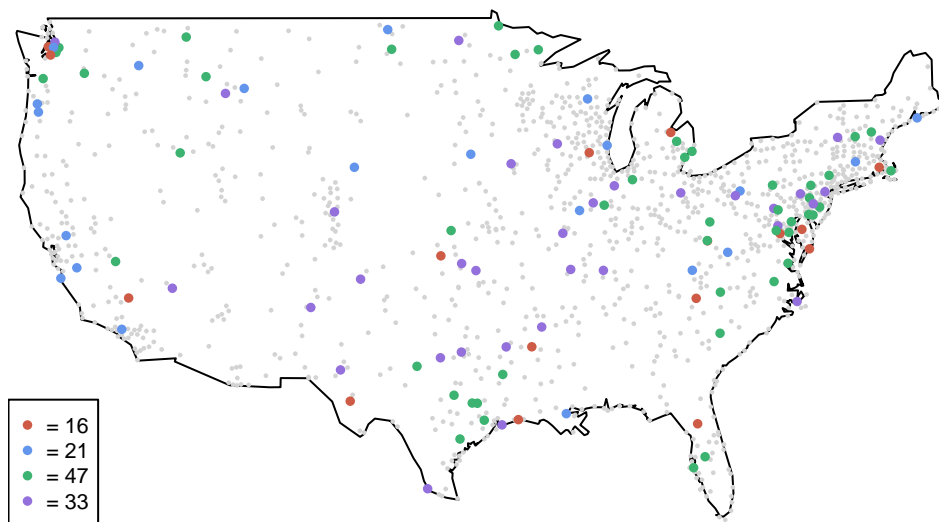 = 16
= 21
= 47
= 33